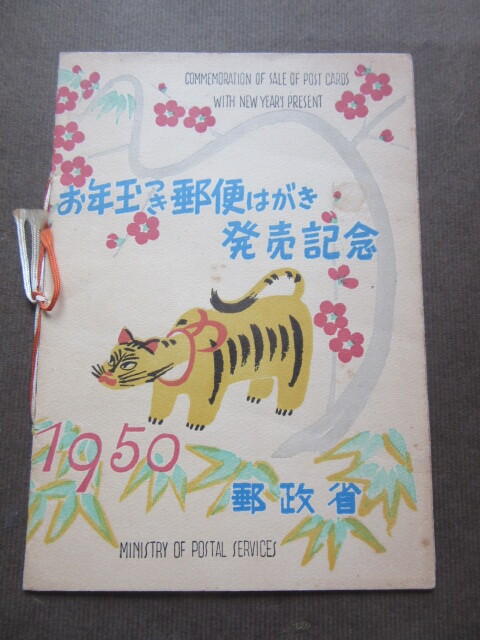 COMMEMORATION OF SALE OF POST CARDS
WITH NEW YEAR'S PRESENT
お年玉つき郵便はがき
発売記念
1950
郵政省
MINISTRY OF POSTAL SERVICES